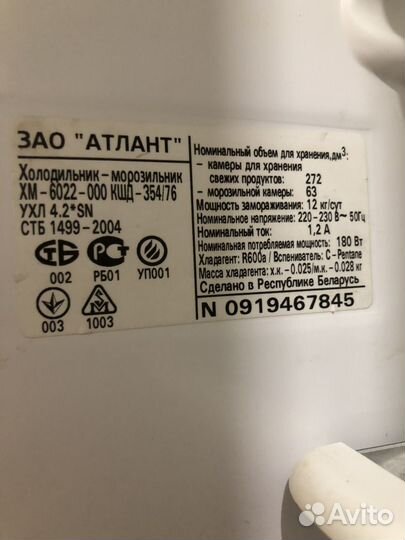 ЗАО "АТЛАНТ"
Холодильник-морозильник
ХМ-6022-000 КШД-354/76
УХЛ 4.2*SN
СТБ 1499-2004
002 РБ01 УП001
003 1003
Номинальный объем для хранения,дм³:
- камеры для хранения
свежих продуктов: 272
- морозильной камеры: 63
Мощность замораживания: 12 кг/сут
Номинальное напряжение: 220-230 В~ 50Гц
Номинальный ток: 1,2 А
Номинальная потребляемая мощность: 180 Вт
Хладагент: R600a / Вспениватель: C-Pentane
Масса хладагента: х.к. -0.025/м.к. -0.028 кг
Сделано в Республике Беларусь
N 0919467845
Avito